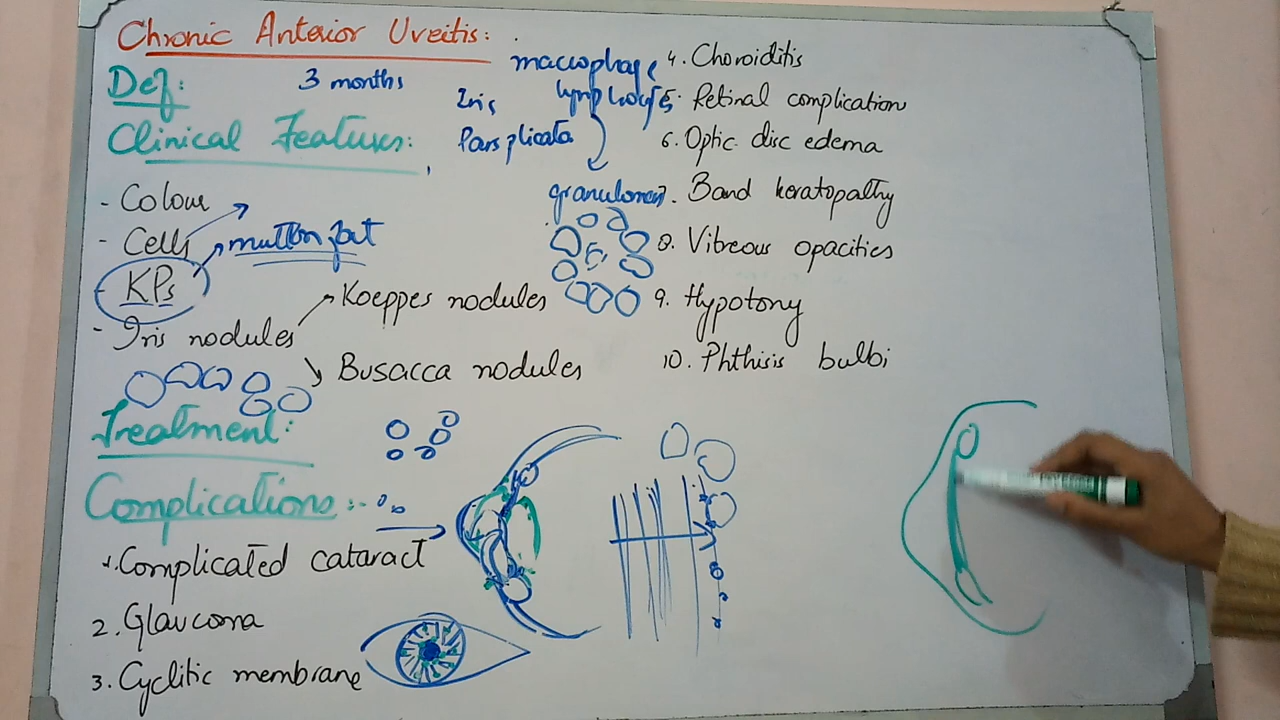 Chronic Anterior Uveitis:
Def: 3 months
Clinical Features:
- Colour
- Cells
mutton fat
- KPs
- Iris nodules
Koeppes nodules
Busacca nodules
Treatment:
Complications:-
1. Complicated cataract
2. Glaucoma
3. Cyclitic membrane
Iris
Pars plicata
macrophage
lymphocytes
granulomas
4. Choroiditis
5. Retinal complication
6. Optic disc edema
7. Band keratopathy
8. Vitreous opacities
9. Hypotony
10. Phthisis bulbi